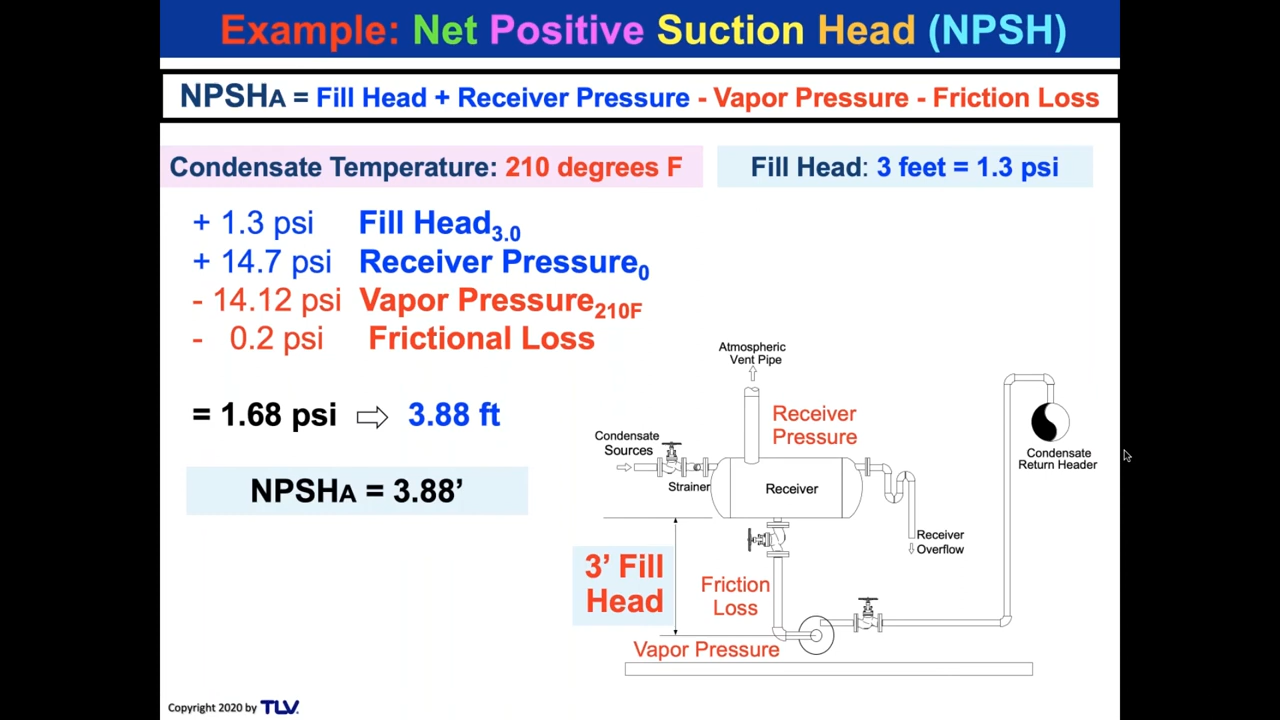 Example: Net Positive Suction Head (NPSH)
NPSHA = Fill Head + Receiver Pressure - Vapor Pressure - Friction Loss
Condensate Temperature: 210 degrees F
Fill Head: 3 feet = 1.3 psi
+ 1.3 psi Fill Head3.0
+ 14.7 psi Receiver Pressure0
- 14.12 psi Vapor Pressure210F
- 0.2 psi Frictional Loss
= 1.68 psi ⇨ 3.88 ft
NPSHA = 3.88’
Atmospheric
Vent Pipe
Receiver
Pressure
Condensate
Sources
Strainer
Receiver
Condensate
Return Header
Receiver
Overflow
3’ Fill
Head
Friction
Loss
Vapor Pressure
Copyright 2020 by TLV.